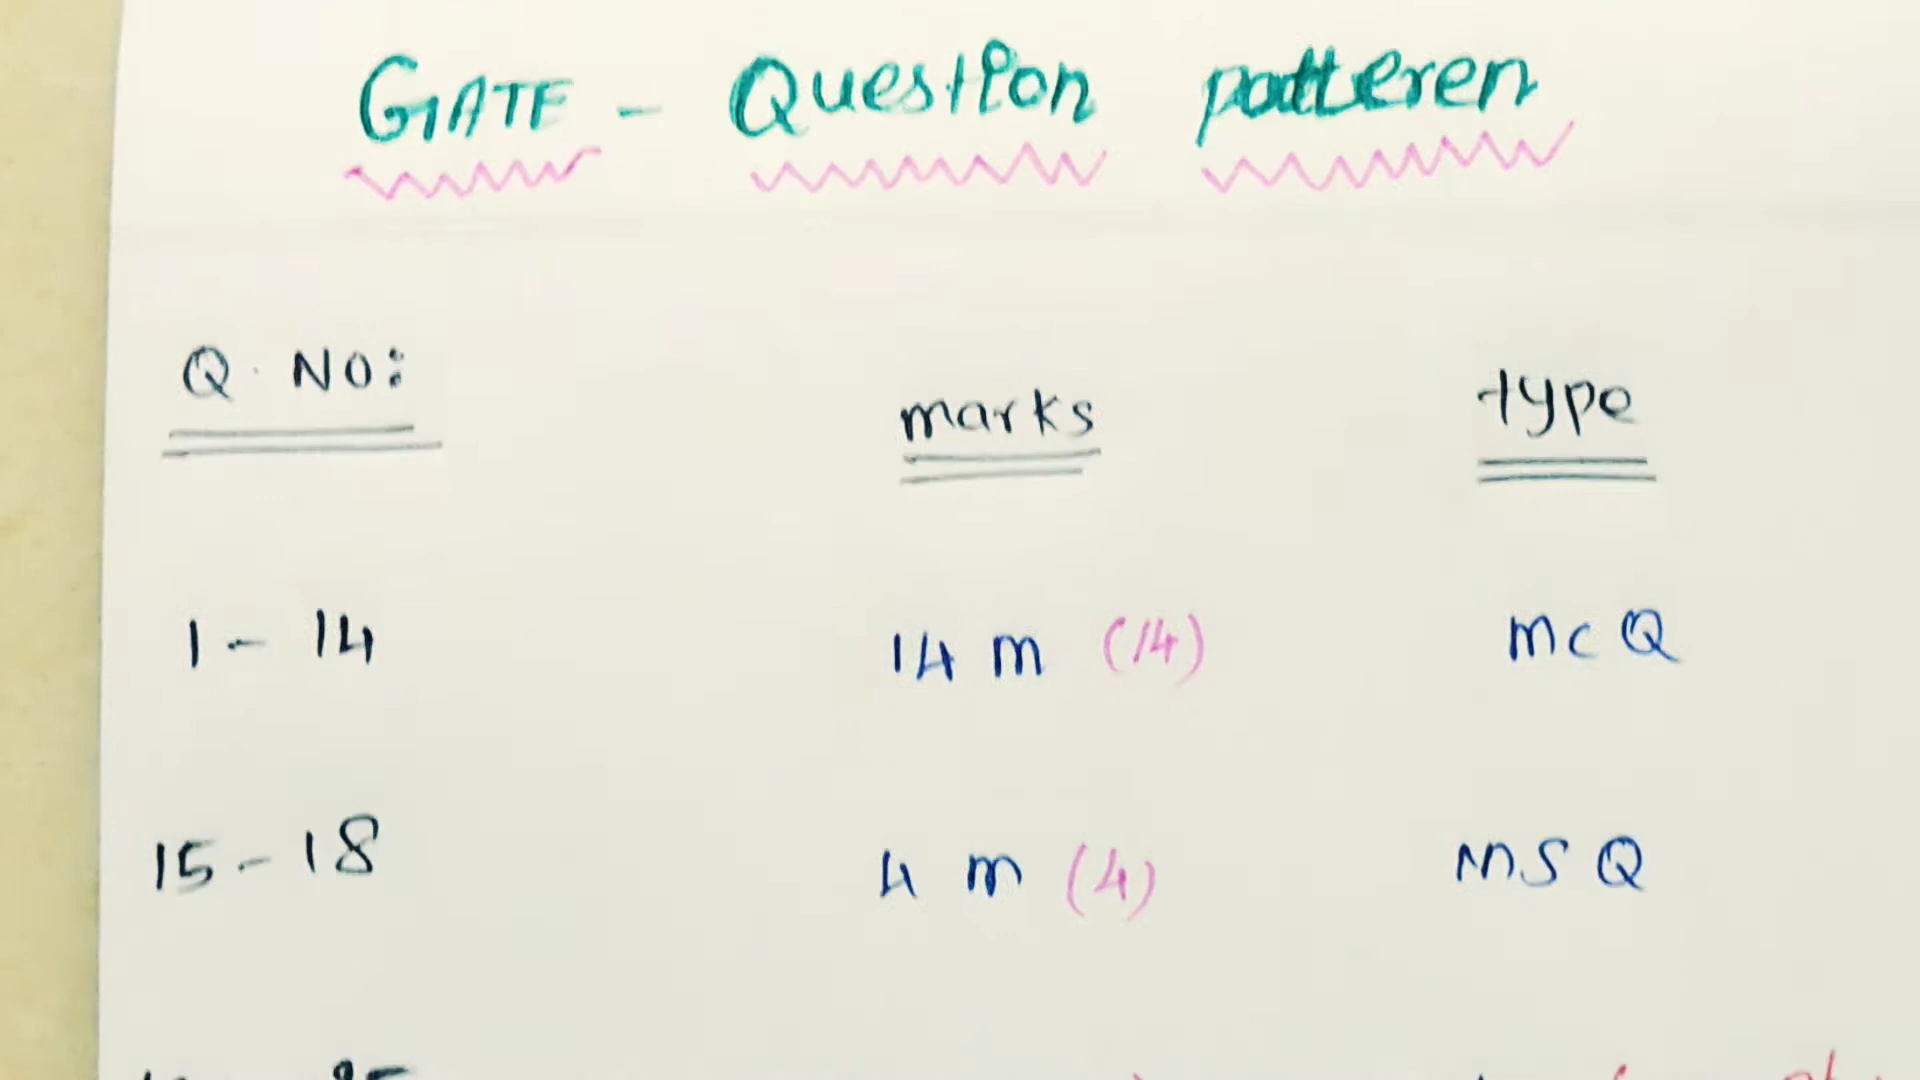 GATE - Question patteren
Q. No: marks type
1 - 14 14 m (14) mcQ
15 - 18 4 m (4) MSQ